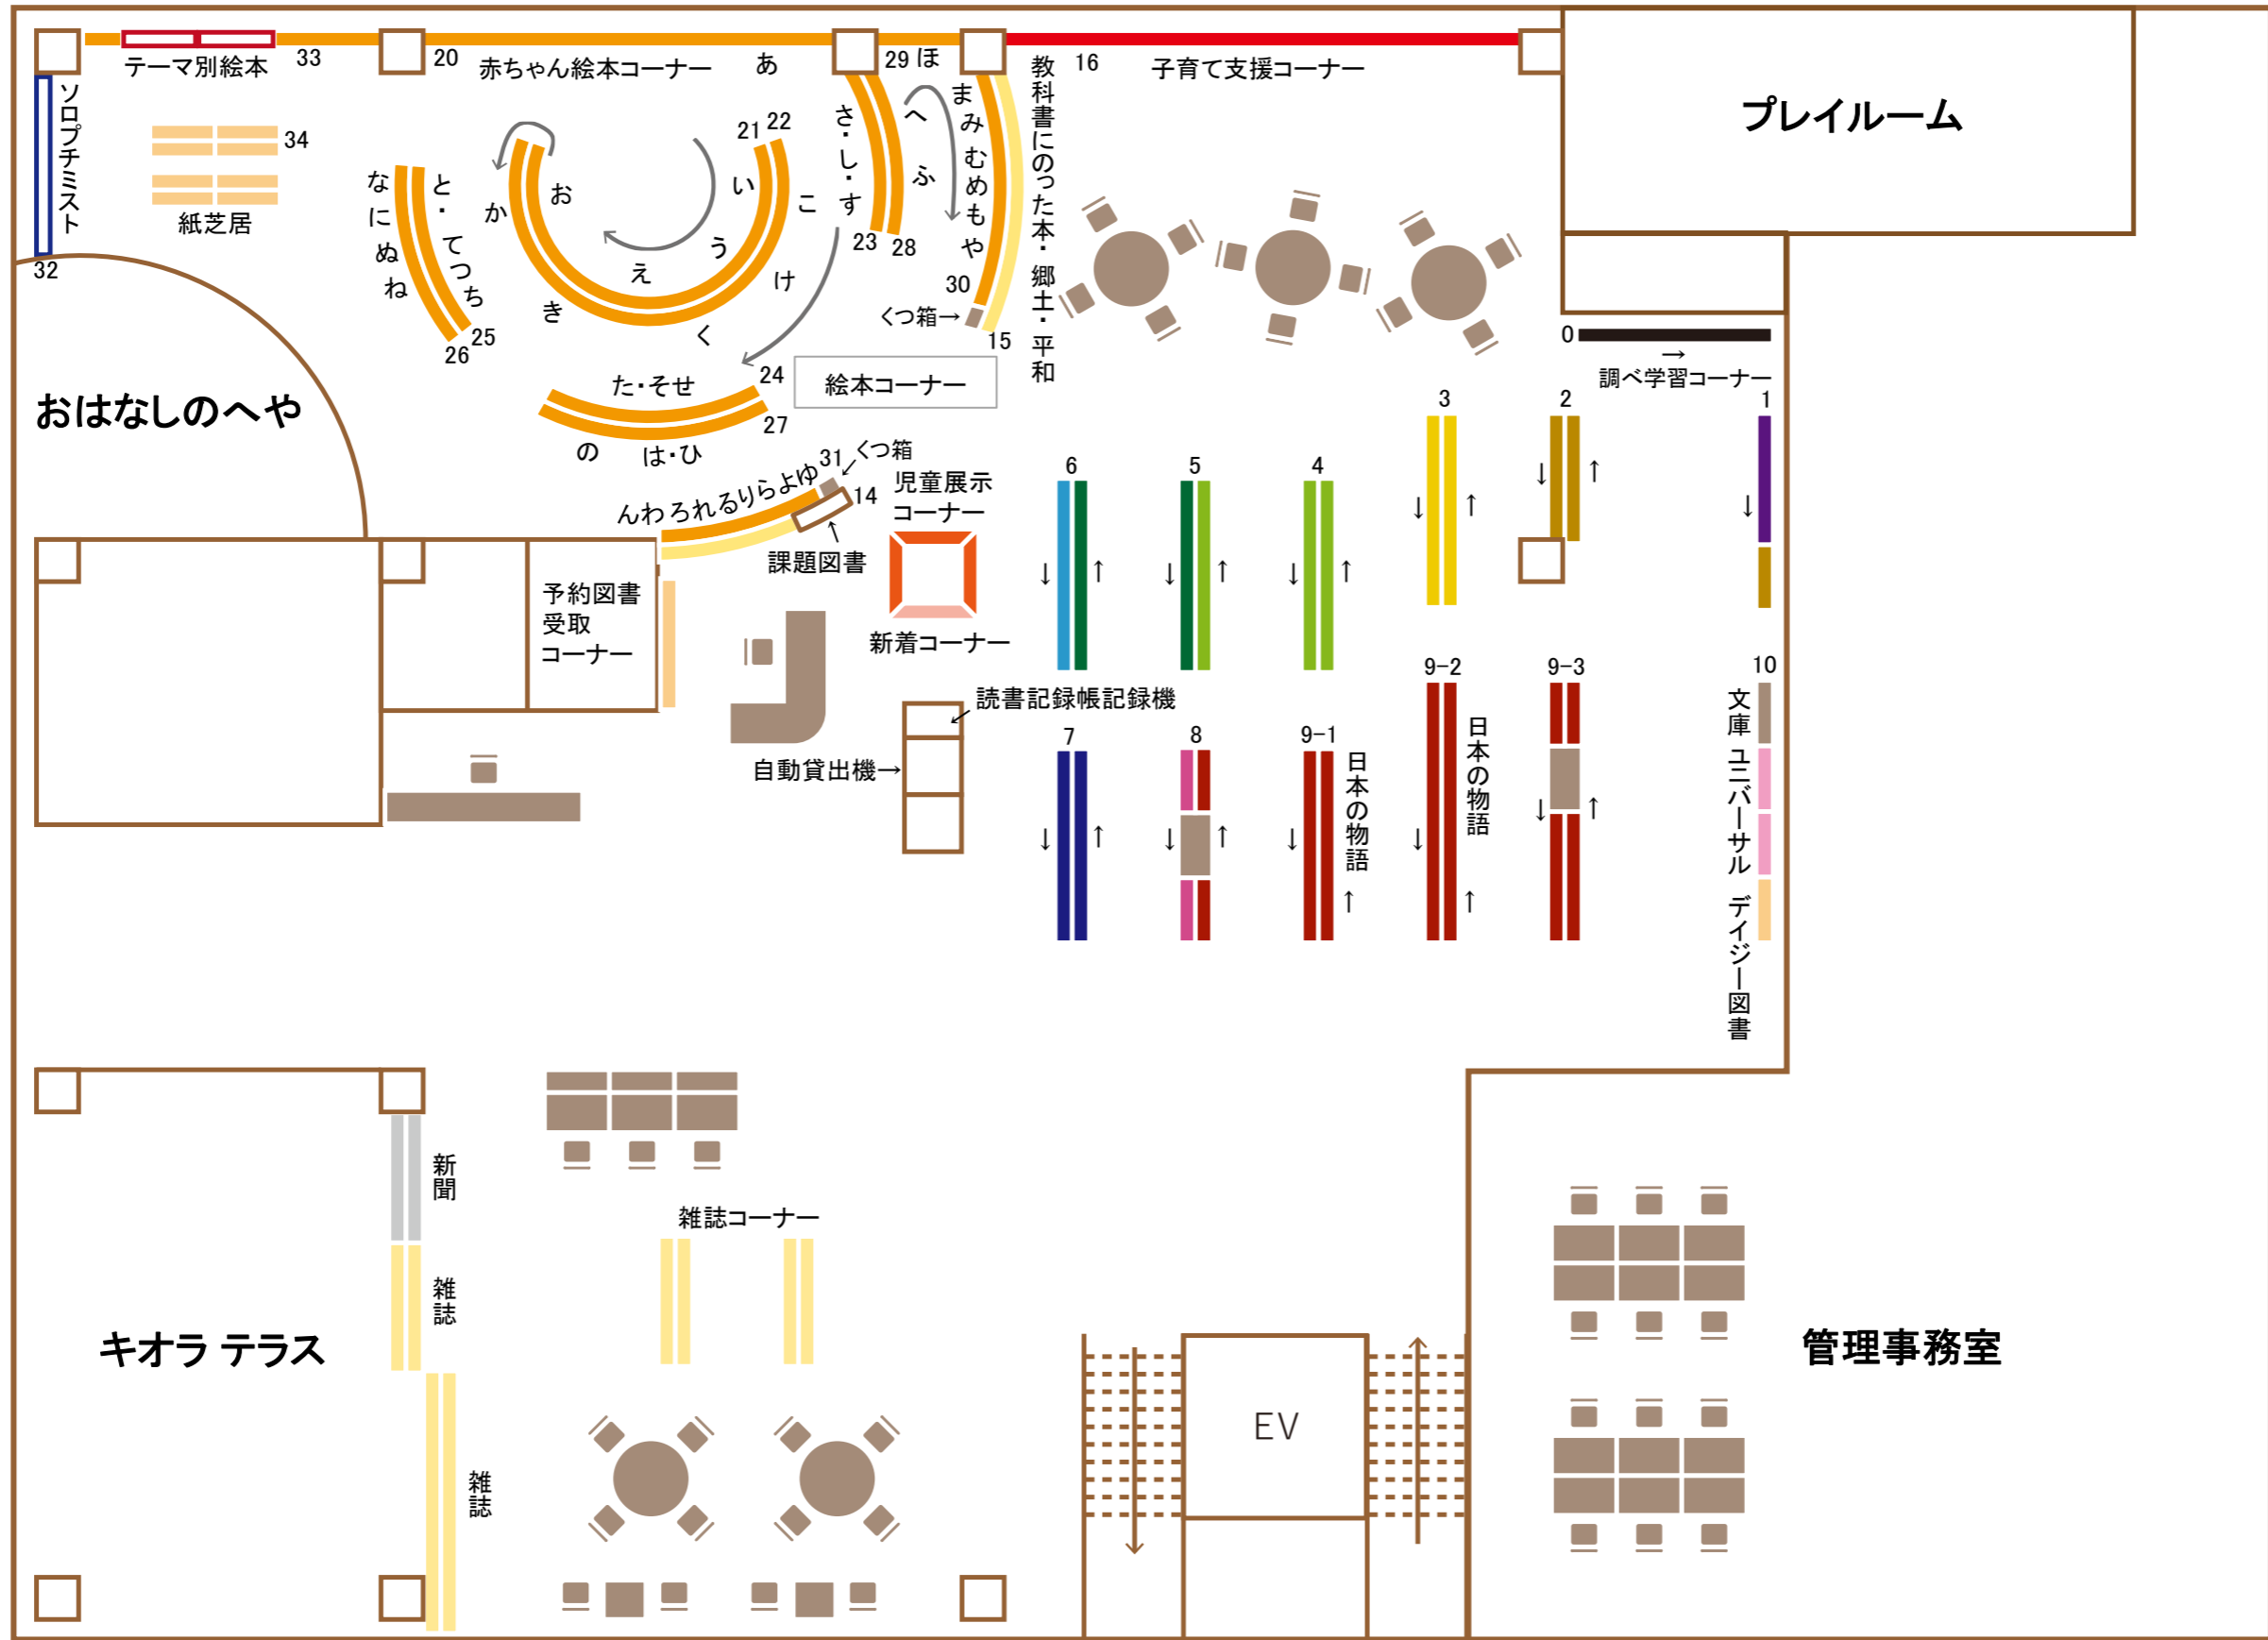 テーマ別絵本
33
20
赤ちゃん絵本コーナー
あ
29
ほ
教科書にのった本・郷土・平和
16
子育て支援コーナー
プレイルーム
ソロプチミスト
32
34
紙芝居
な
に
ぬ
ね
と・
て
つ
ち
25
26
か
お
き
え
う
い
21
22
こ
け
く
さ・し・す
23
28
へ
ふ
ま
み
む
め
も
や
30
くつ箱→
15
0
→
調べ学習コーナー
おはなしのへや
た・そせ
24
絵本コーナー
27
の
は・ひ
んわろれるりらよゆ
31
くつ箱
14
課題図書
児童展示
コーナー
新着コーナー
予約図書
受取
コーナー
6
↓
↑
5
↓
↑
4
↓
↑
3
↓
↑
2
↓
↑
1
↓
読書記録帳記録機
自動貸出機→
7
↓
↑
8
↓
↑
9-1
↓
日本の物語
↑
9-2
↓
日本の物語
↑
9-3
↓
↑
10
文庫
ユニバーサル
デイジー図書
新聞
雑誌
雑誌
雑誌コーナー
キオラ テラス
EV
管理事務室